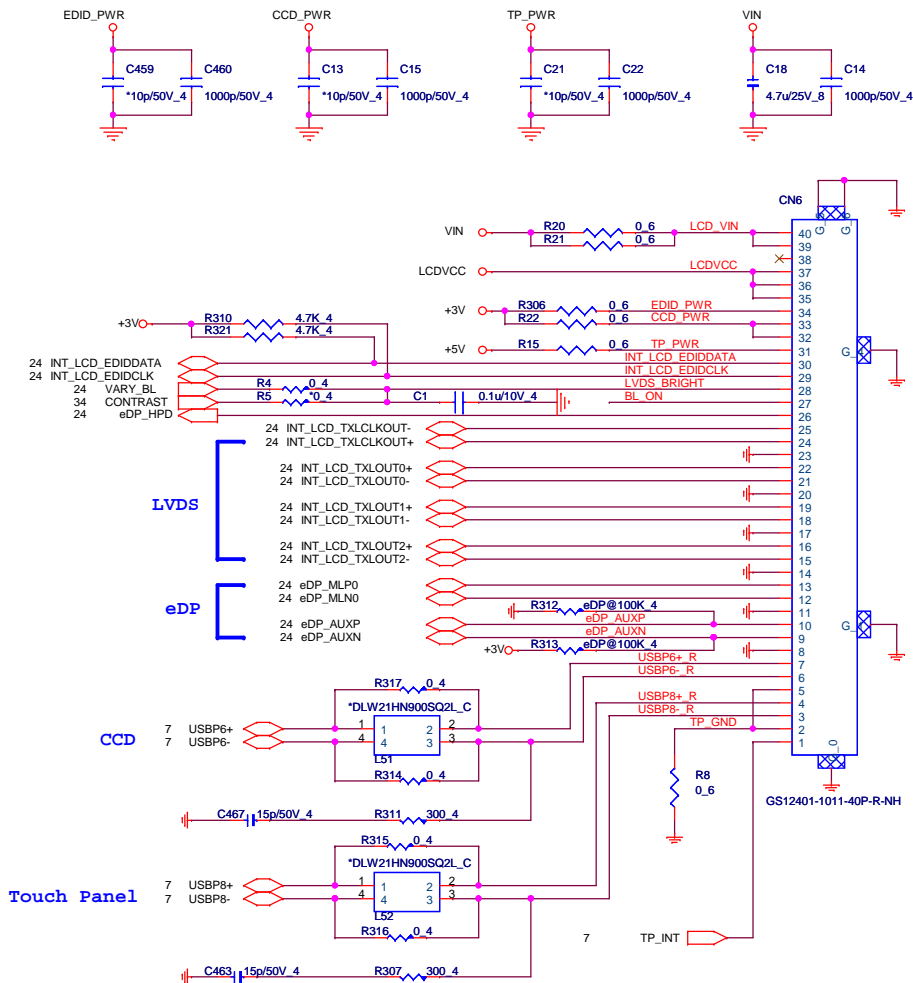 EDID_PWR CCD_PWR TP_PWR VIN
C459 C460 C13 C15 C21 C22 C18 C14
*10p/50V_4 1000p/50V_4 *10p/50V_4 1000p/50V_4 *10p/50V_4 1000p/50V_4 4.7u/25V_8 1000p/50V_4
CN6
VIN R20 0_6 LCD_VIN 40
R21 0_6 39
38
LCDVCC LCDVCC 37
36
35
+3V R306 0_6 EDID_PWR 34
R22 0_6 CCD_PWR 33
32
+3V R310 4.7K_4
R321 4.7K_4
+5V R15 0_6 TP_PWR 31
24 INT_LCD_EDIDDATA INT_LCD_EDIDDATA 30
24 INT_LCD_EDIDCLK INT_LCD_EDIDCLK 29
24 VARY_BL R4 0_4 LVDS_BRIGHT 28
34 CONTRAST R5 *0_4 C1 0.1u/10V_4 BL_ON 27
24 eDP_HPD 26
24 INT_LCD_TXLCLKOUT- 25
24 INT_LCD_TXLCLKOUT+ 24
23
24 INT_LCD_TXLOUT0+ 22
24 INT_LCD_TXLOUT0- 21
20
LVDS
24 INT_LCD_TXLOUT1+ 19
24 INT_LCD_TXLOUT1- 18
17
24 INT_LCD_TXLOUT2+ 16
24 INT_LCD_TXLOUT2- 15
14
24 eDP_MLP0 13
24 eDP_MLN0 12
eDP
R312 eDP@100K_4 11
24 eDP_AUXP eDP_AUXP 10
24 eDP_AUXN eDP_AUXN 9
+3V R313 eDP@100K_4 8
USBP6+_R 7
USBP6-_R 6
5
USBP8+_R 4
USBP8-_R 3
TP_GND 2
1
R317 0_4
*DLW21HN900SQ2L_C
CCD
7 USBP6+ 1 1 2 2
7 USBP6- 4 4 3 3
L51
R314 0_4
R8
0_6
GS12401-1011-40P-R-NH
C467 15p/50V_4 R311 300_4
R315 0_4
*DLW21HN900SQ2L_C
Touch Panel
7 USBP8+ 1 1 2 2
7 USBP8- 4 4 3 3
L52
R316 0_4
7 TP_INT
C463 15p/50V_4 R307 300_4